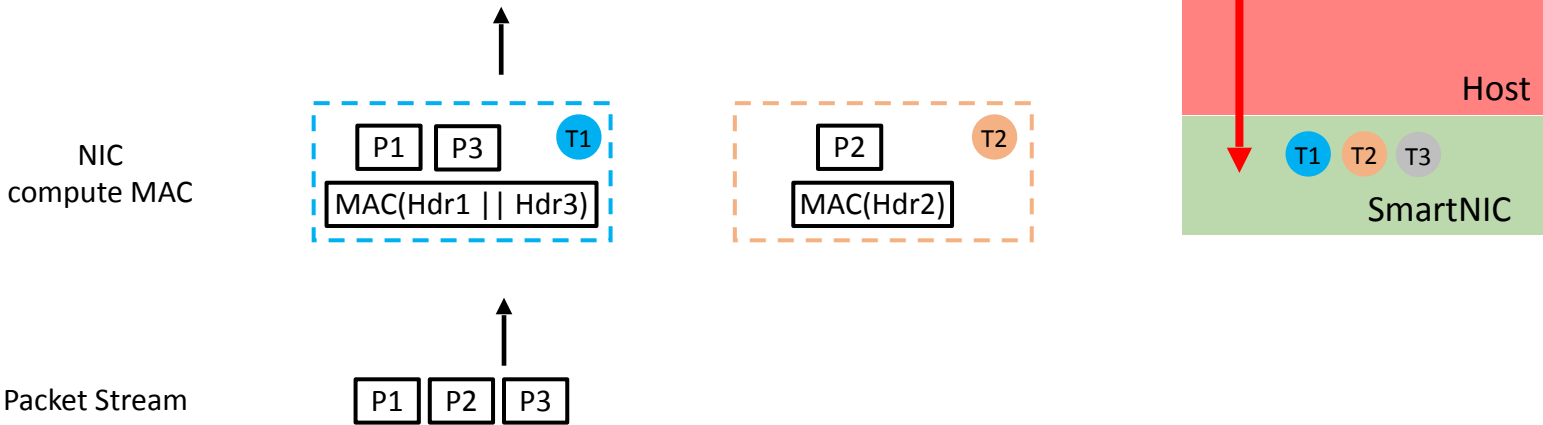 NIC
compute MAC
P1 P3 T1
MAC(Hdr1 || Hdr3)
P2 T2
MAC(Hdr2)
Host
T1 T2 T3
SmartNIC
Packet Stream
P1 P2 P3